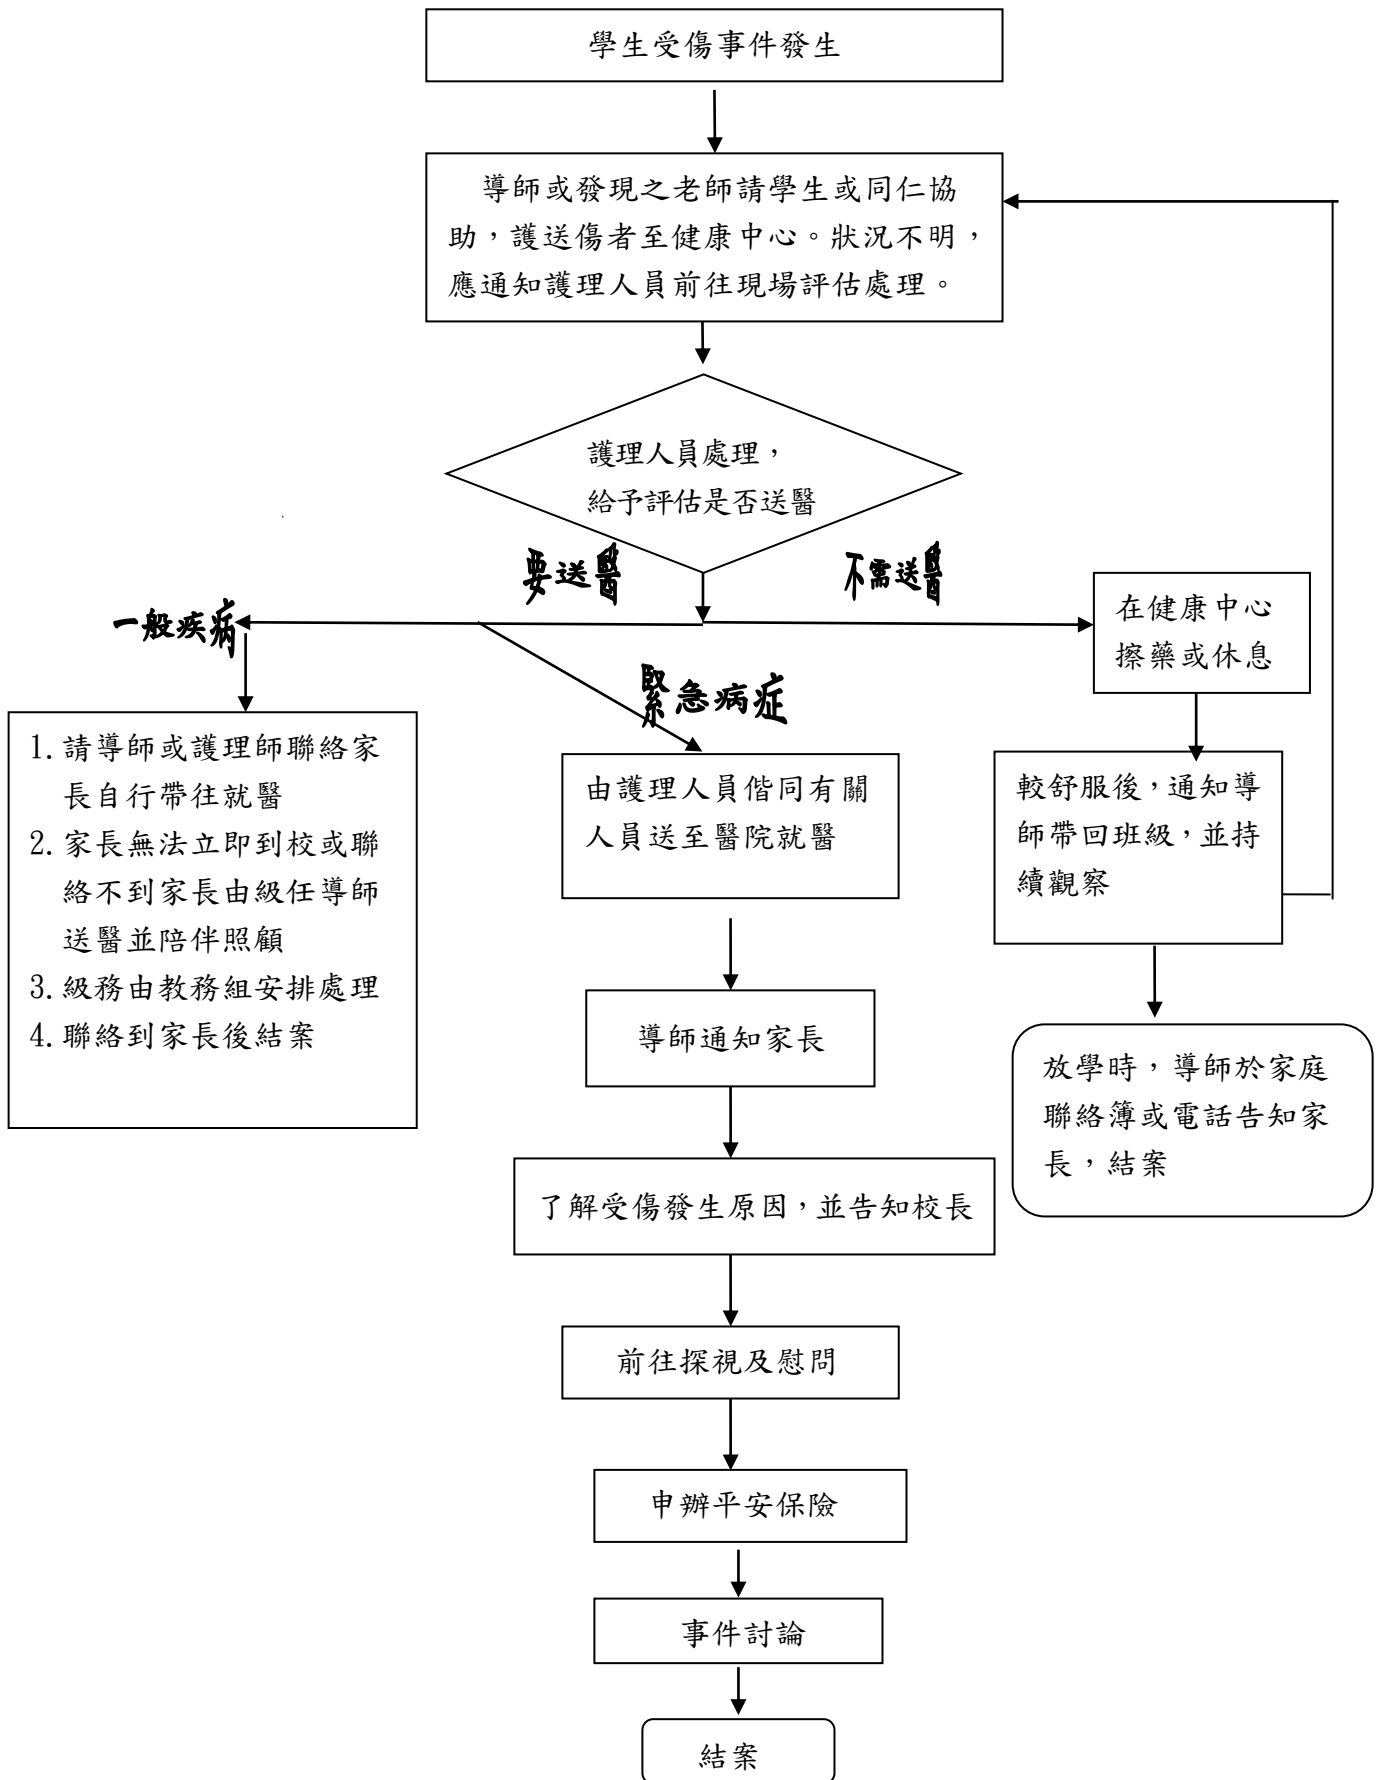 學生受傷事件發生
導師或發現之老師請學生或同仁協
助，護送傷者至健康中心。狀況不明，
應通知護理人員前往現場評估處理。
護理人員處理，
給予評估是否送醫
要送醫
不需送醫
一般疾病
緊急病症
在健康中心
擦藥或休息
1.請導師或護理師聯絡家
長自行帶往就醫
2.家長無法立即到校或聯
絡不到家長由級任導師
送醫並陪伴照顧
3.級務由教務組安排處理
4.聯絡到家長後結案
由護理人員偕同有關
人員送至醫院就醫
較舒服後，通知導
師帶回班級，並持
續觀察
導師通知家長
放學時，導師於家庭
聯絡簿或電話告知家
長，結案
了解受傷發生原因，並告知校長
前往探視及慰問
申辦平安保險
事件討論
結案